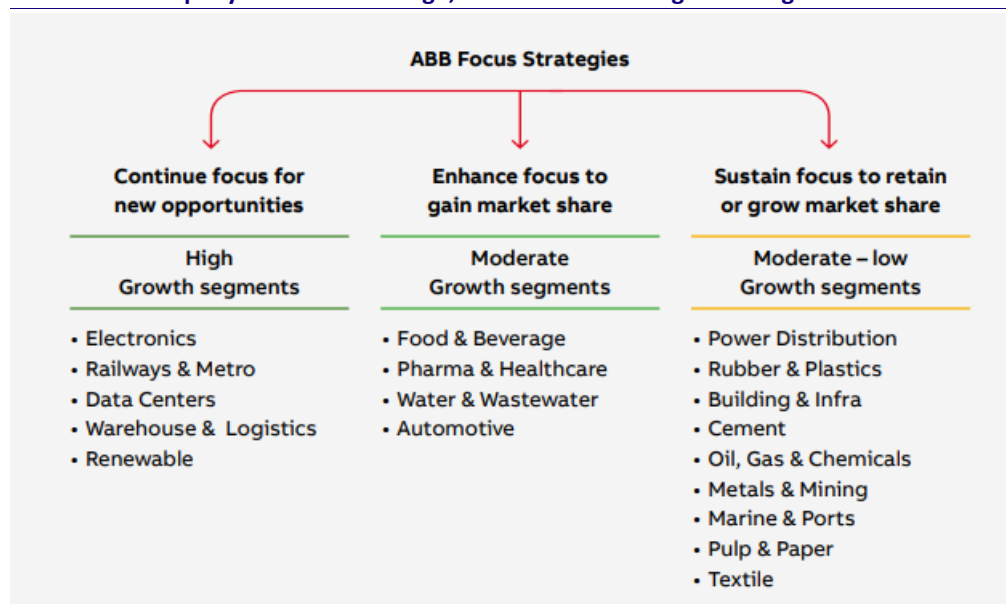 ABB Focus Strategies
Continue focus for
new opportunities
High
Growth segments
• Electronics
• Railways & Metro
• Data Centers
• Warehouse & Logistics
• Renewable
Enhance focus to
gain market share
Moderate
Growth segments
• Food & Beverage
• Pharma & Healthcare
• Water & Wastewater
• Automotive
Sustain focus to retain
or grow market share
Moderate – low
Growth segments
• Power Distribution
• Rubber & Plastics
• Building & Infra
• Cement
• Oil, Gas & Chemicals
• Metals & Mining
• Marine & Ports
• Pulp & Paper
• Textile